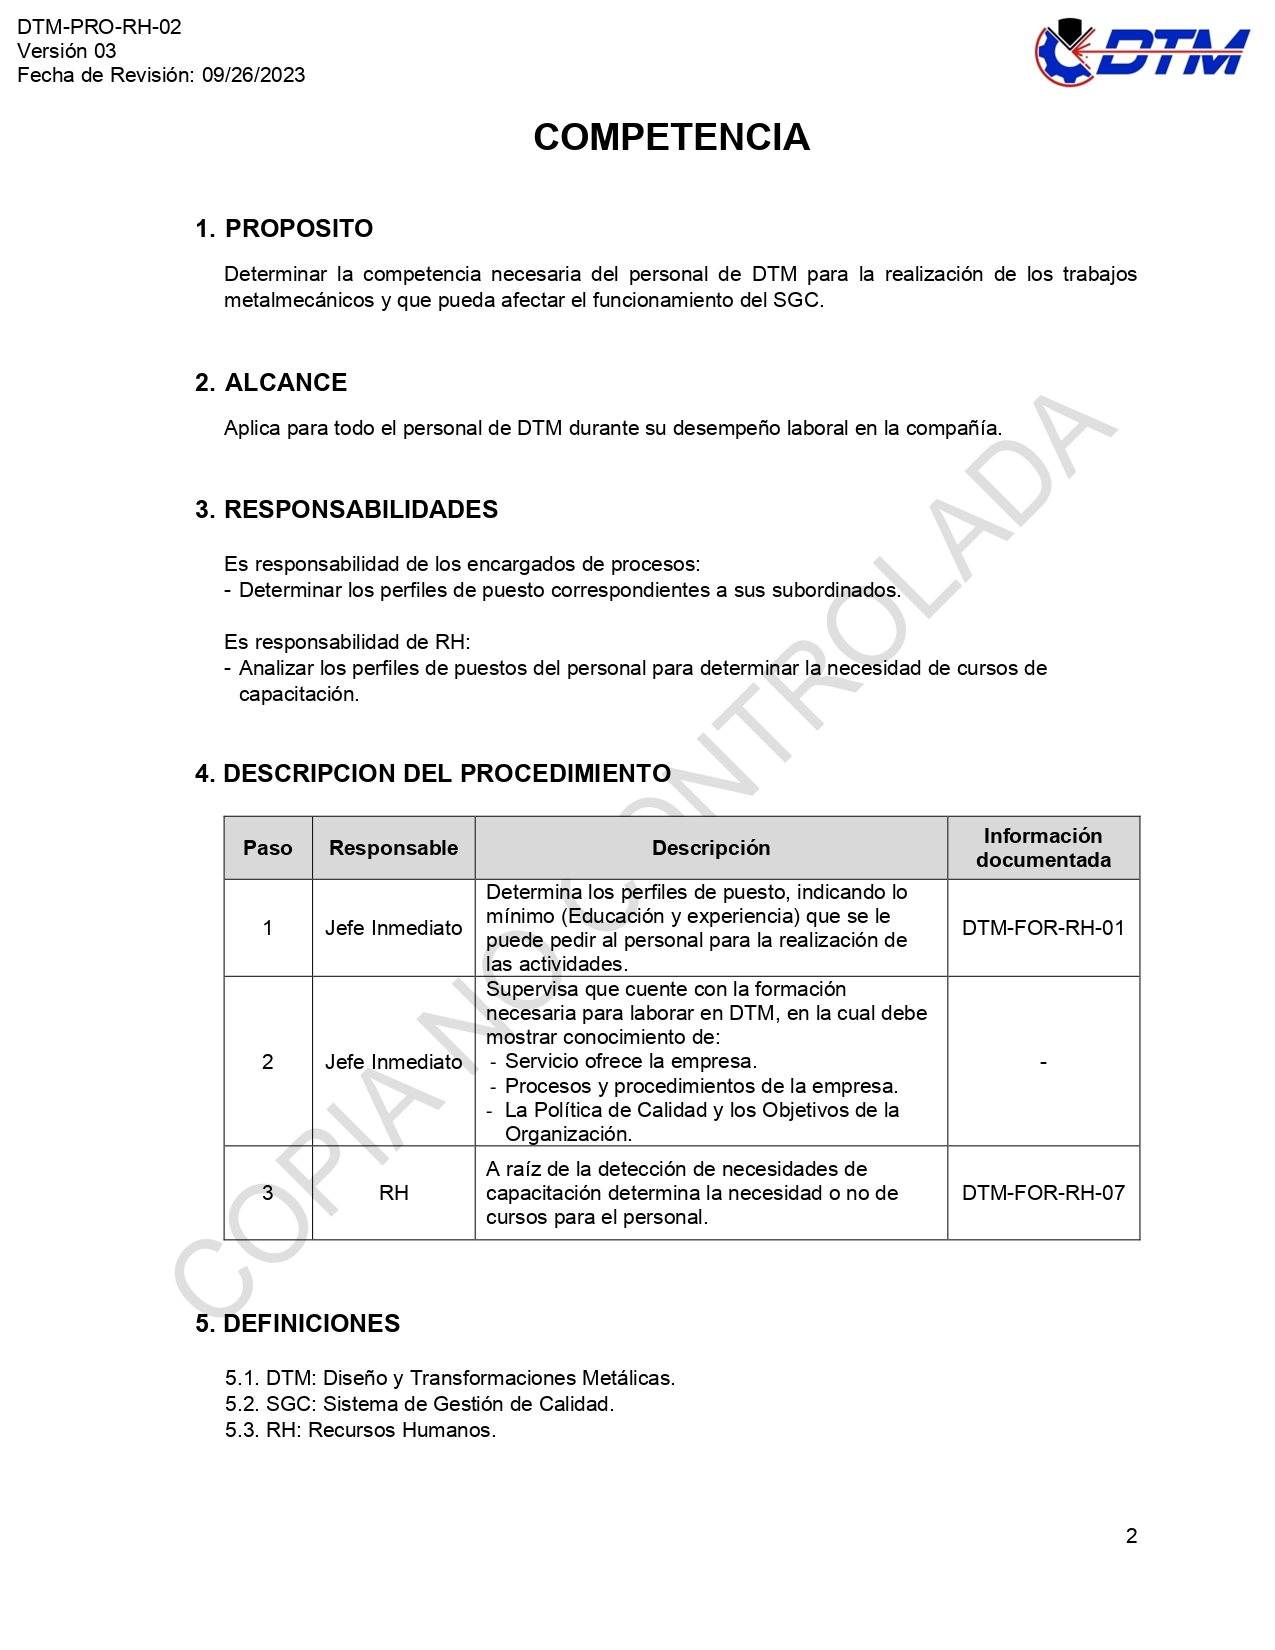 DTM-PRO-RH-02
Versión 03
Fecha de Revisión: 09/26/2023
DTM
COMPETENCIA
1. PROPOSITO
Determinar la competencia necesaria del personal de DTM para la realización de los trabajos
metalmecánicos y que pueda afectar el funcionamiento del SGC.
2. ALCANCE
Aplica para todo el personal de DTM durante su desempeño laboral en la compañía.
3. RESPONSABILIDADES
Es responsabilidad de los encargados de procesos:
- Determinar los perfiles de puesto correspondientes a sus subordinados.
Es responsabilidad de RH:
- Analizar los perfiles de puestos del personal para determinar la necesidad de cursos de
capacitación.
4. DESCRIPCION DEL PROCEDIMIENTO
Paso Responsable Descripción Información
documentada
1 Jefe Inmediato Determina los perfiles de puesto, indicando lo
mínimo (Educación y experiencia) que se le
puede pedir al personal para la realización de
las actividades.
DTM-FOR-RH-01
2 Jefe Inmediato Supervisa que cuente con la formación
necesaria para laborar en DTM, en la cual debe
mostrar conocimiento de:
- Servicio ofrece la empresa.
- Procesos y procedimientos de la empresa.
- La Política de Calidad y los Objetivos de la
Organización.
-
3 RH A raíz de la detección de necesidades de
capacitación determina la necesidad o no de
cursos para el personal.
DTM-FOR-RH-07
5. DEFINICIONES
5.1. DTM: Diseño y Transformaciones Metálicas.
5.2. SGC: Sistema de Gestión de Calidad.
5.3. RH: Recursos Humanos.
2
COPIA NO CONTROLADA